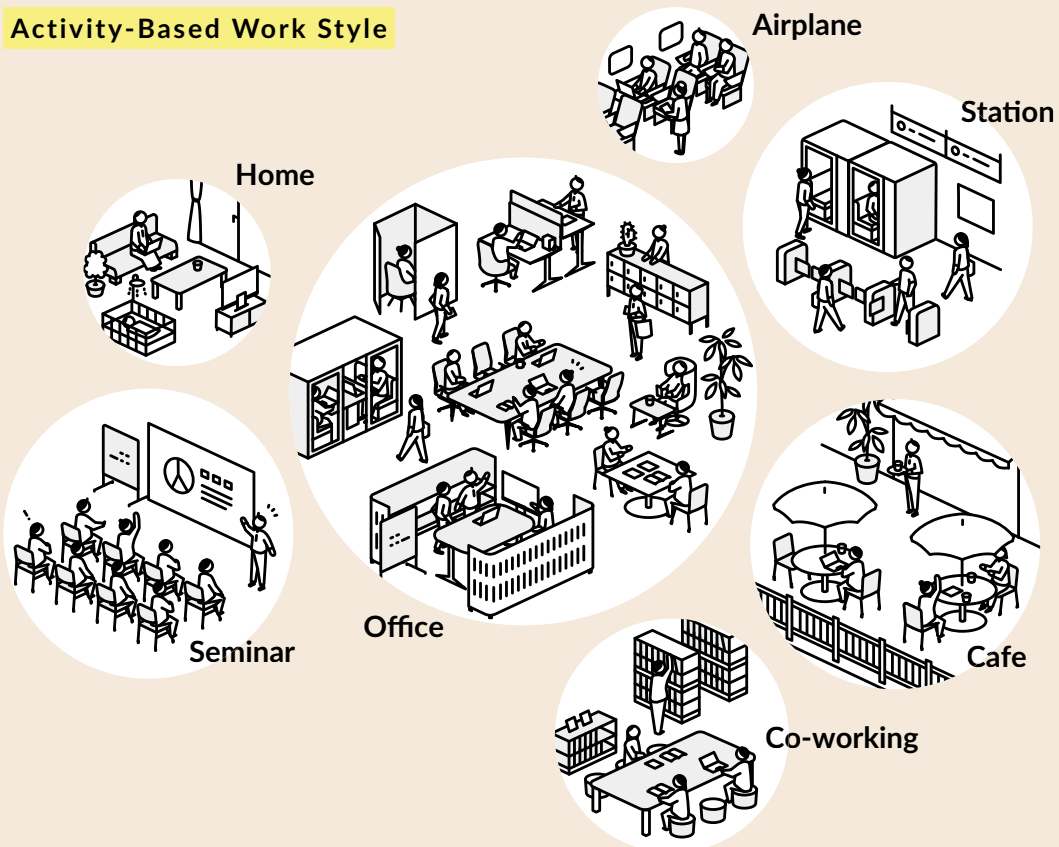 Activity-Based Work Style
Airplane
Station
Home
Office
Seminar
Cafe
Co-working